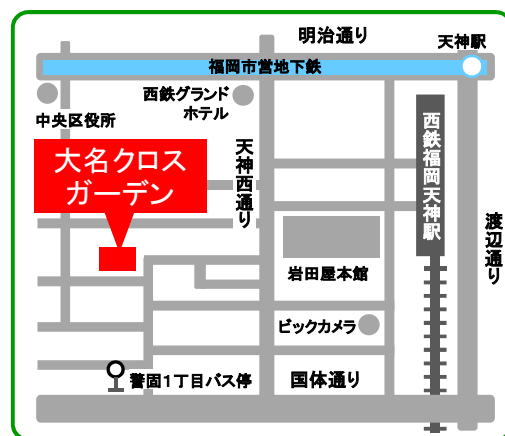 明治通り
天神駅
福岡市営地下鉄
西鉄グランド
ホテル
中央区役所
大名クロス
ガーデン
天神西通り
西鉄福岡天神駅
渡辺通り
岩田屋本館
ビックカメラ
警固1丁目バス停
国体通り